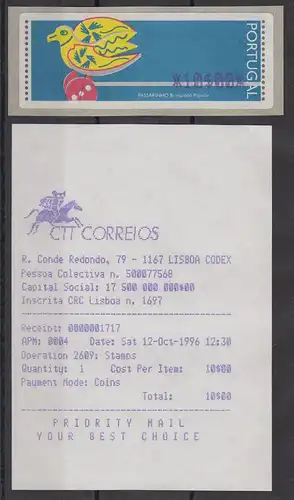 PORTUGAL
*10$00*
PASSARINHO Brinquedo Popular
CTT CORREIOS
R. Conde Redondo, 79 - 1167 LISBOA CODEX
Pessoa Colectiva n. 500077568
Capital Social: 17 500 000 000$00
Inscrita CRC Lisboa n. 1697
Receipt: 0000001717
APM: 0004 Date: Sat 12-Oct-1996 12:30
Operation 2609: Stamps
Quantity: 1 Cost Per Item: 10$00
Payment Mode: Coins
Total: 10$00
PRIORITY MAIL
YOUR BEST CHOICE